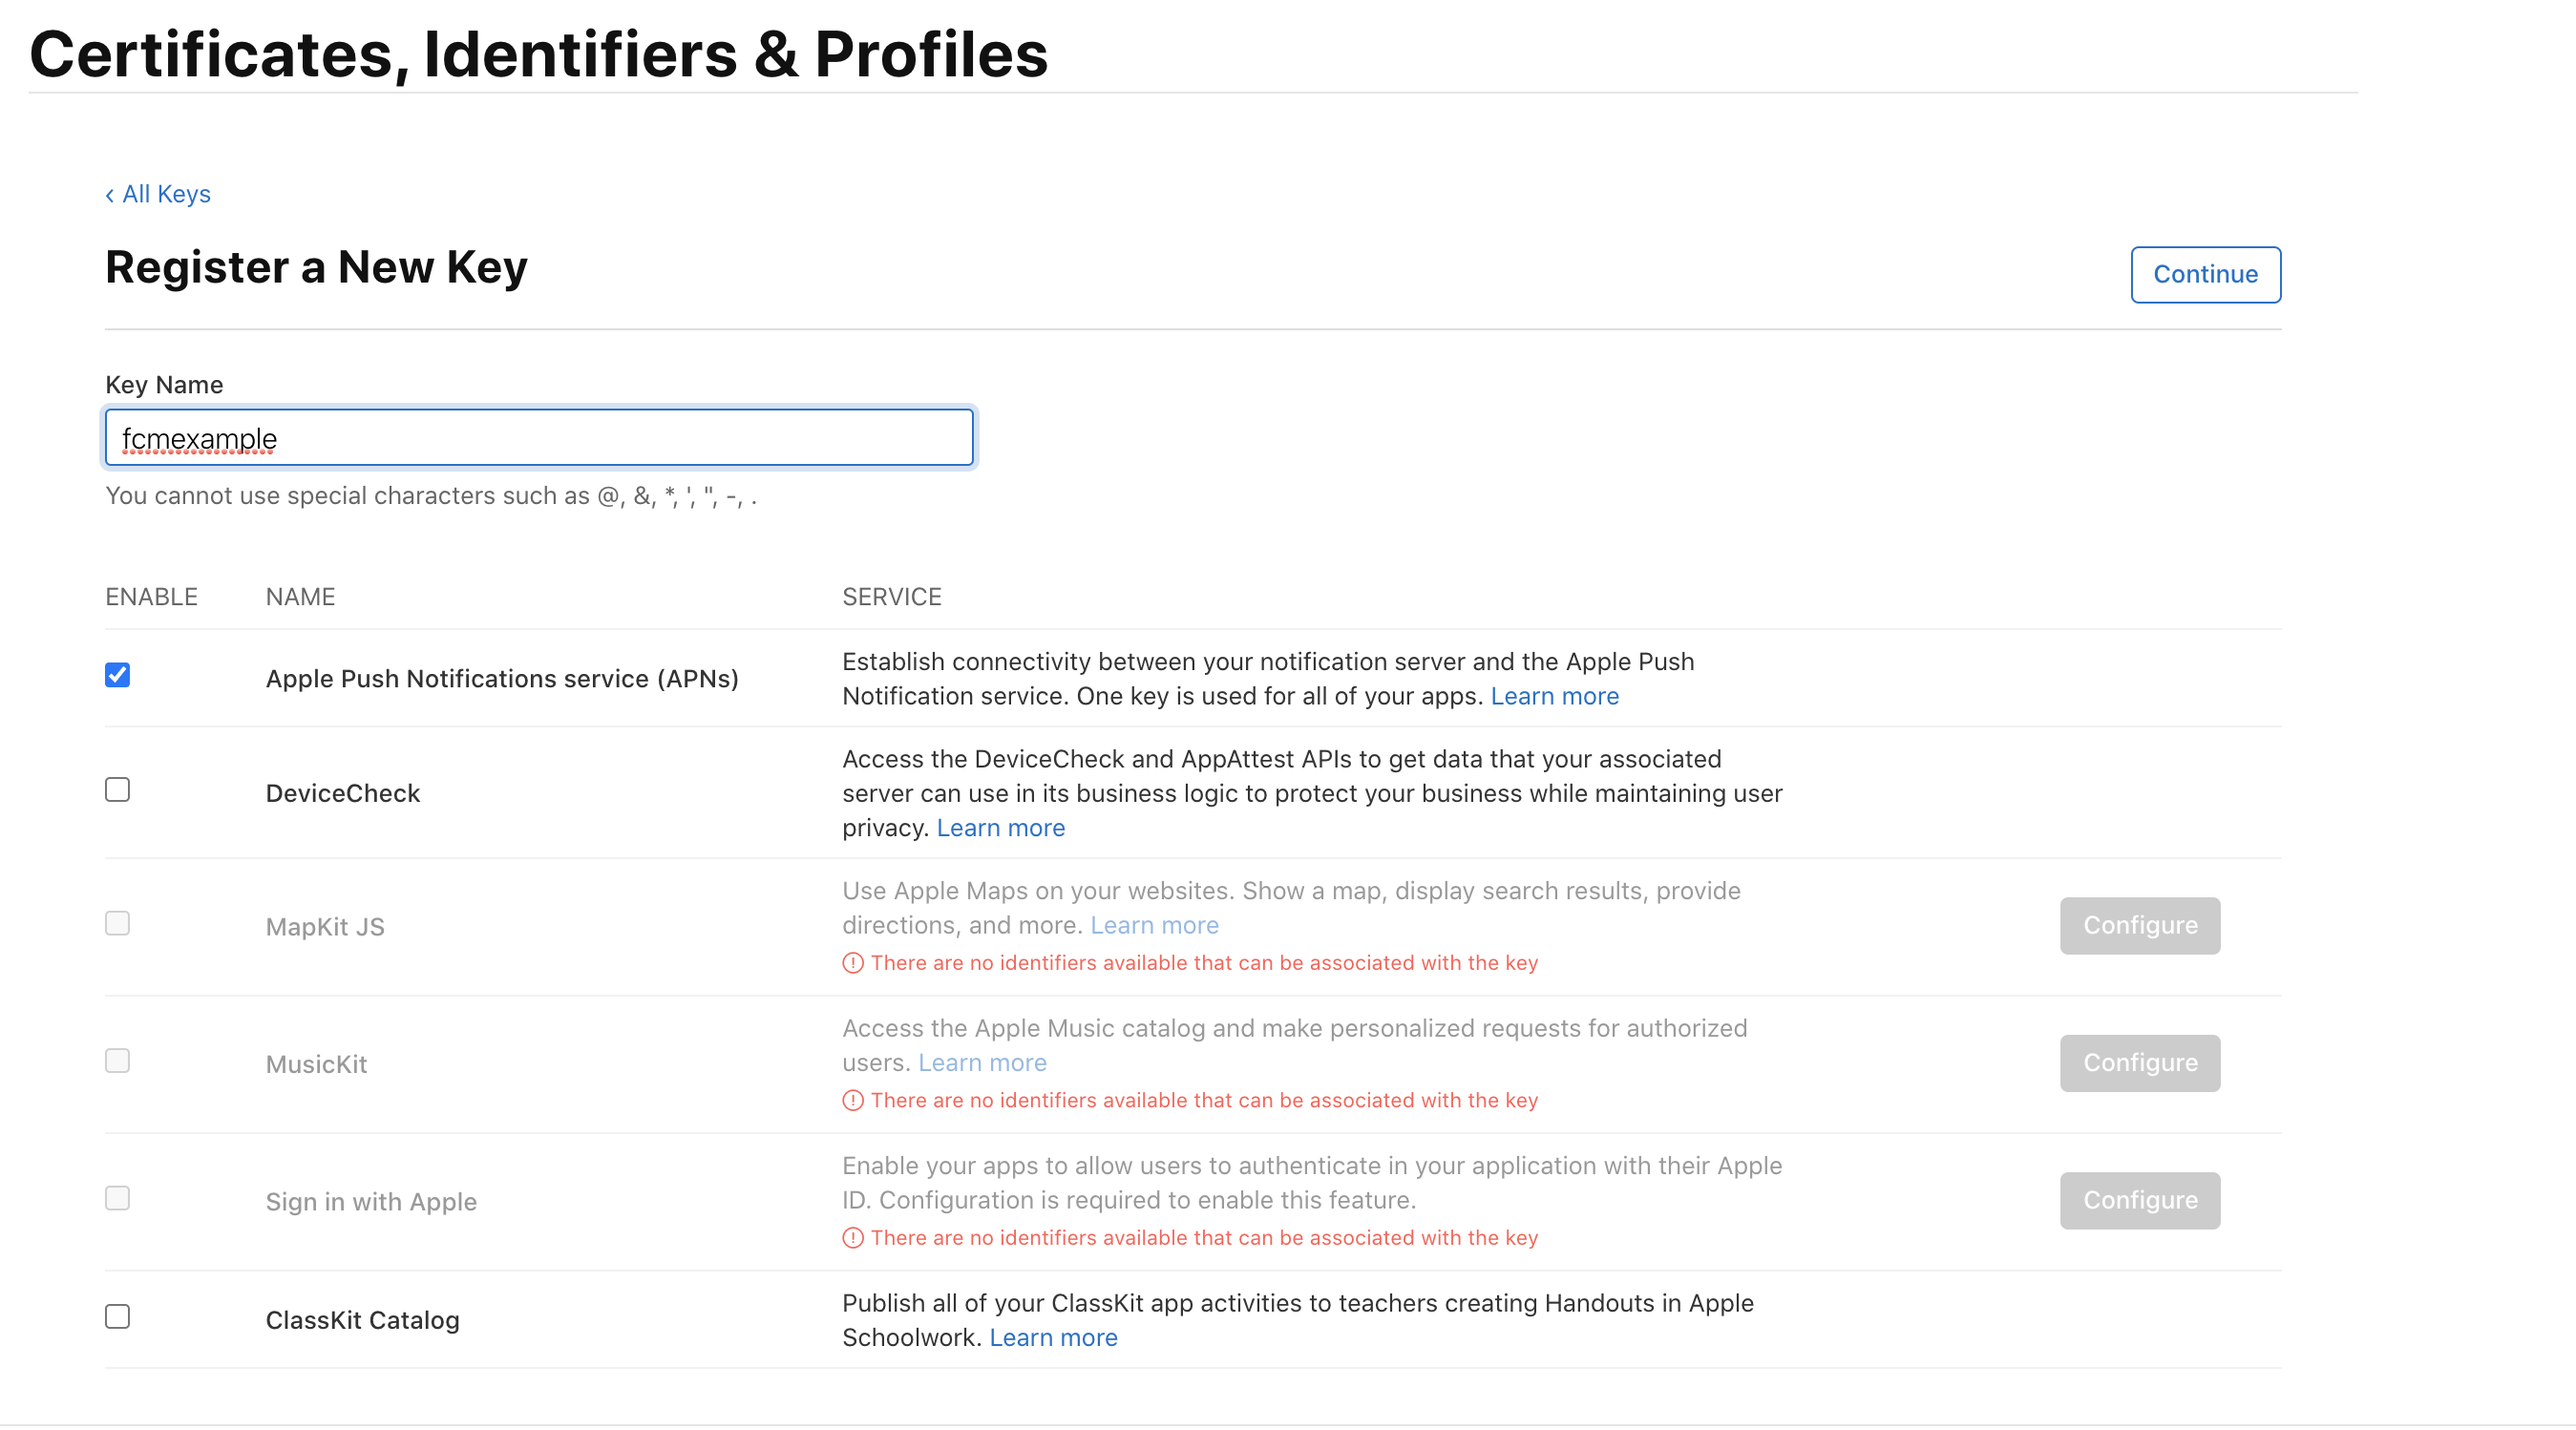 Certificates, Identifiers & Profiles
‹ All Keys
Register a New Key
Continue
Key Name
fcmexample
You cannot use special characters such as @, &, *, ', ", -, .
ENABLE NAME SERVICE
Apple Push Notifications service (APNs)
Establish connectivity between your notification server and the Apple Push
Notification service. One key is used for all of your apps. Learn more
DeviceCheck
Access the DeviceCheck and AppAttest APIs to get data that your associated
server can use in its business logic to protect your business while maintaining user
privacy. Learn more
MapKit JS
Use Apple Maps on your websites. Show a map, display search results, provide
directions, and more. Learn more
There are no identifiers available that can be associated with the key
Configure
MusicKit
Access the Apple Music catalog and make personalized requests for authorized
users. Learn more
There are no identifiers available that can be associated with the key
Configure
Sign in with Apple
Enable your apps to allow users to authenticate in your application with their Apple
ID. Configuration is required to enable this feature.
There are no identifiers available that can be associated with the key
Configure
ClassKit Catalog
Publish all of your ClassKit app activities to teachers creating Handouts in Apple
Schoolwork. Learn more